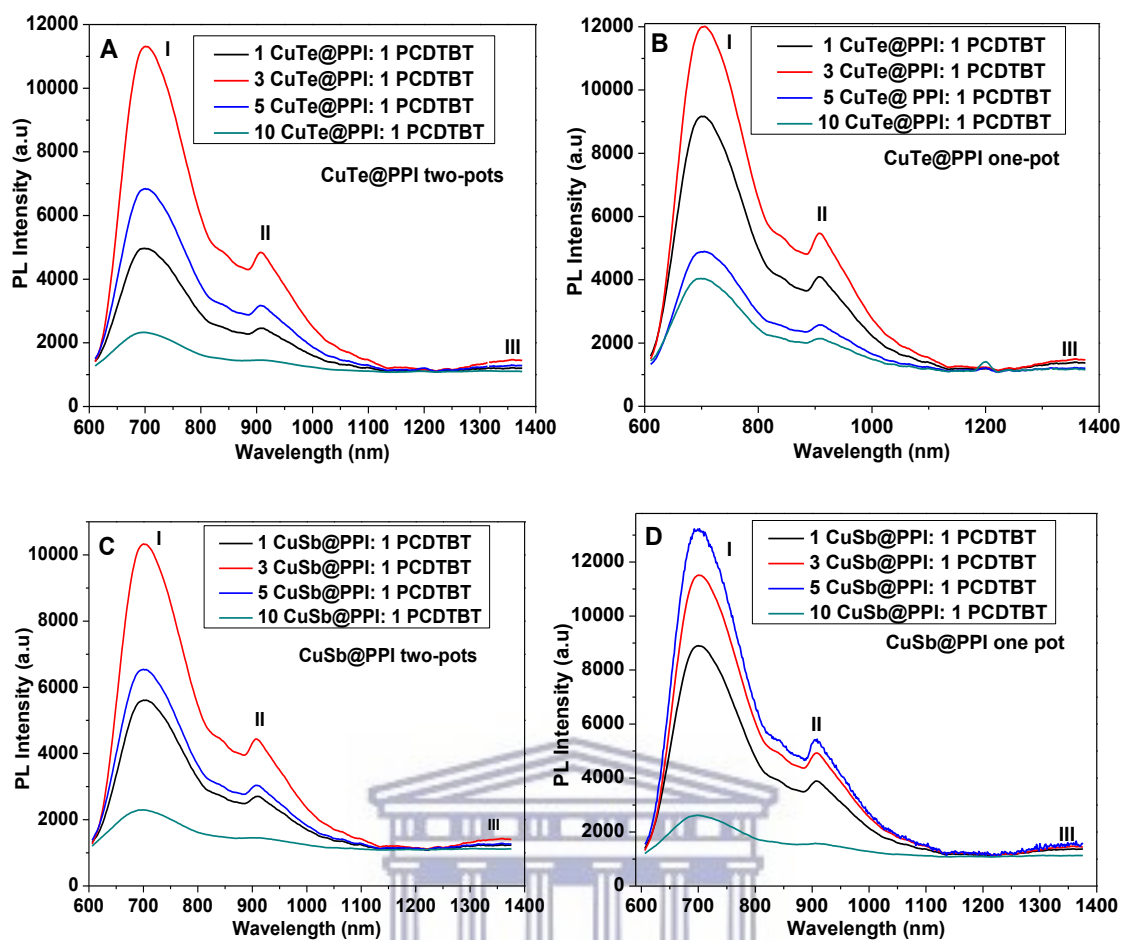 A
I
1 CuTe@PPI: 1 PCDTBT
3 CuTe@PPI: 1 PCDTBT
5 CuTe@PPI: 1 PCDTBT
10 CuTe@PPI: 1 PCDTBT
CuTe@PPI two-pots
II
III
PL Intensity (a.u)
12000
10000
8000
6000
4000
2000
0
600 700 800 900 1000 1100 1200 1300 1400
Wavelength (nm)
B
I
1 CuTe@PPI: 1 PCDTBT
3 CuTe@PPI: 1 PCDTBT
5 CuTe@ PPI: 1 PCDTBT
10 CuTe@PPI: 1 PCDTBT
CuTe@PPI one-pot
II
III
PL Intensity (a.u)
12000
10000
8000
6000
4000
2000
0
600 800 1000 1200 1400
Wavelength (nm)
C
I
1 CuSb@PPI: 1 PCDTBT
3 CuSb@PPI: 1 PCDTBT
5 CuSb@PPI: 1 PCDTBT
10 CuSb@PPI: 1 PCDTBT
CuSb@PPI two-pots
II
III
PL Intensity (a.u)
10000
8000
6000
4000
2000
0
600 700 800 900 1000 1100 1200 1300 1400
Wavelength (nm)
D
I
1 CuSb@PPI: 1 PCDTBT
3 CuSb@PPI: 1 PCDTBT
5 CuSb@PPI: 1 PCDTBT
10 CuSb@PPI: 1 PCDTBT
CuSb@PPI one pot
II
III
PL Intensity (a.u)
12000
10000
8000
6000
4000
2000
0
600 700 800 900 1000 1100 1200 1300 1400
Wavelength (nm)